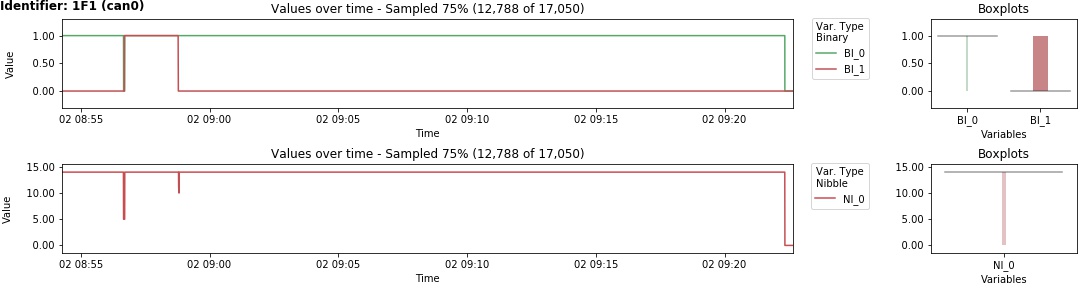 Identifier: 1F1 (can0)
Values over time - Sampled 75% (12,788 of 17,050)
Value
1.00
0.50
0.00
02 08:55
02 09:00
02 09:05
02 09:10
02 09:15
02 09:20
Time
Var. Type
Binary
BI_0
BI_1
Boxplots
1.00
0.50
0.00
BI_0
BI_1
Variables
Values over time - Sampled 75% (12,788 of 17,050)
Value
15.00
10.00
5.00
0.00
02 08:55
02 09:00
02 09:05
02 09:10
02 09:15
02 09:20
Time
Var. Type
Nibble
NI_0
Boxplots
15.00
10.00
5.00
0.00
NI_0
Variables